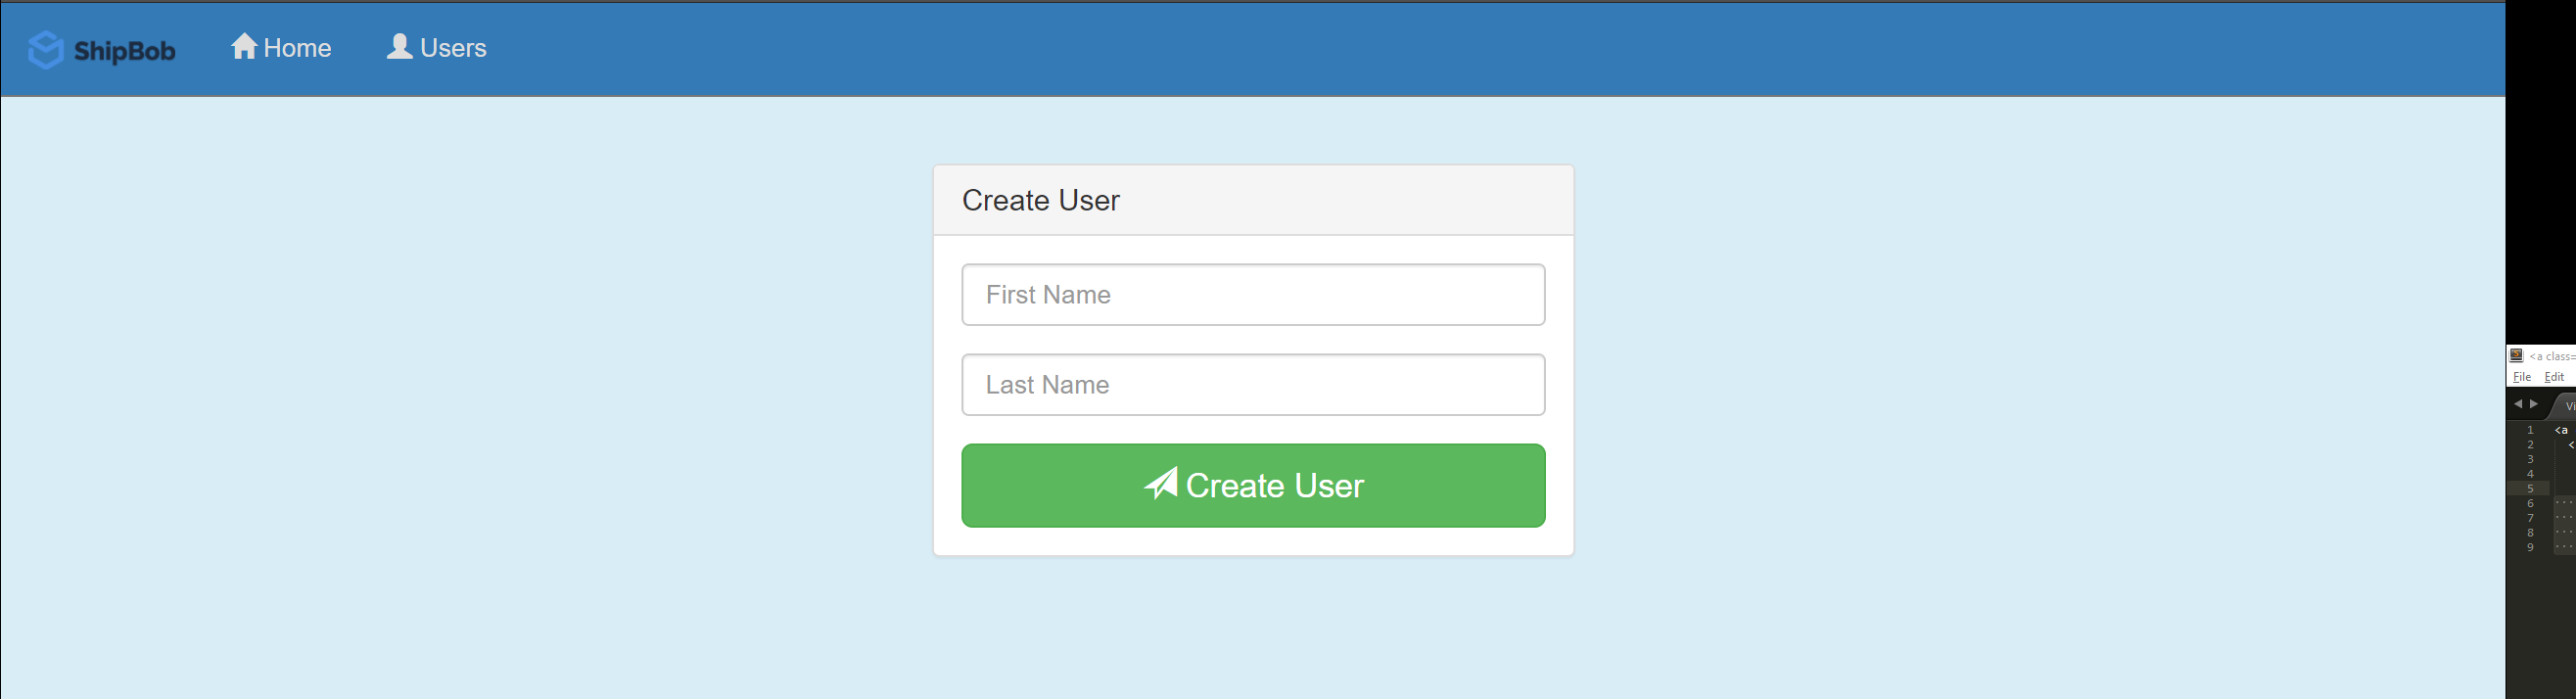 ShipBob Home Users
Create User
First Name
Last Name
Create User
<a class=
File Edit
Vi
1 <a
2 <
3
4
5
6
7
8
9